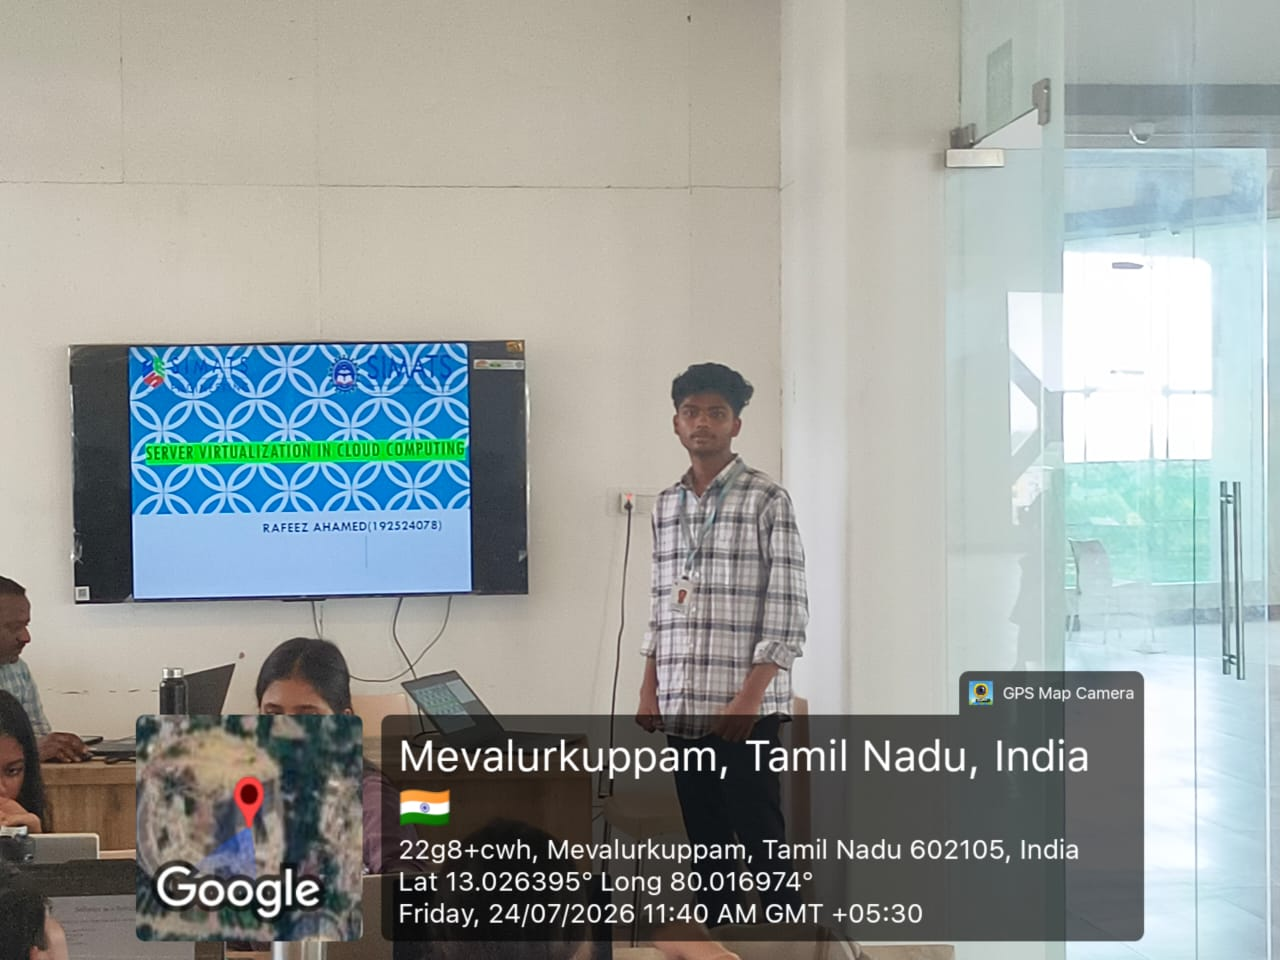 SIMATS
ENGINEERING
SIMATS
SERVER VIRTUALIZATION IN CLOUD COMPUTING
RAFEEZ AHAMED(192524078)
GPS Map Camera
Mevalurkuppam, Tamil Nadu, India
22g8+cwh, Mevalurkuppam, Tamil Nadu 602105, India
Lat 13.026395° Long 80.016974°
Friday, 24/07/2026 11:40 AM GMT +05:30
Google